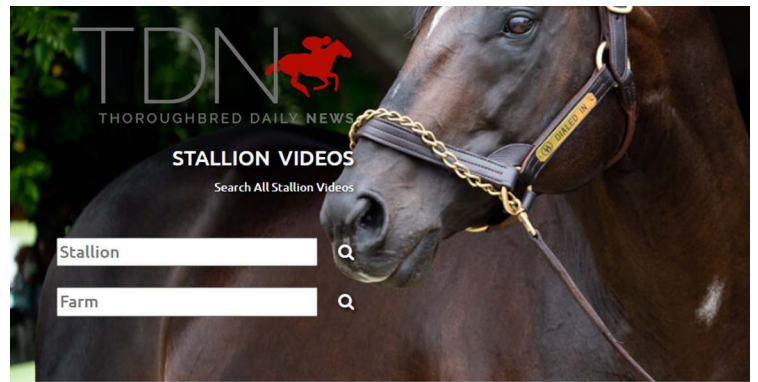 TDN
THOROUGHBRED DAILY NEWS
DIALED IN
STALLION VIDEOS
Search All Stallion Videos
Stallion
Farm